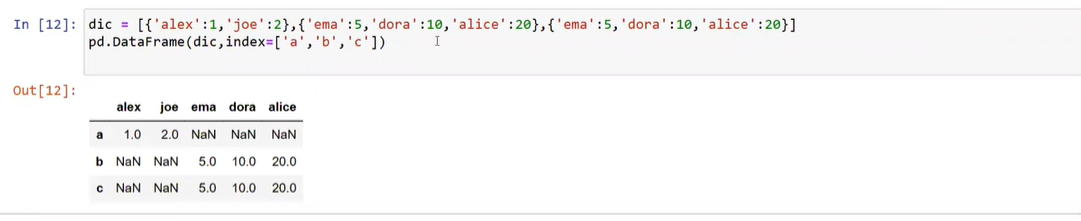 In [12]: dic = [{'alex':1,'joe':2},{'ema':5,'dora':10,'alice':20},{'ema':5,'dora':10,'alice':20}]
pd.DataFrame(dic,index=['a','b','c'])
Out[12]:
alex joe ema dora alice
a 1.0 2.0 NaN NaN NaN
b NaN NaN 5.0 10.0 20.0
c NaN NaN 5.0 10.0 20.0